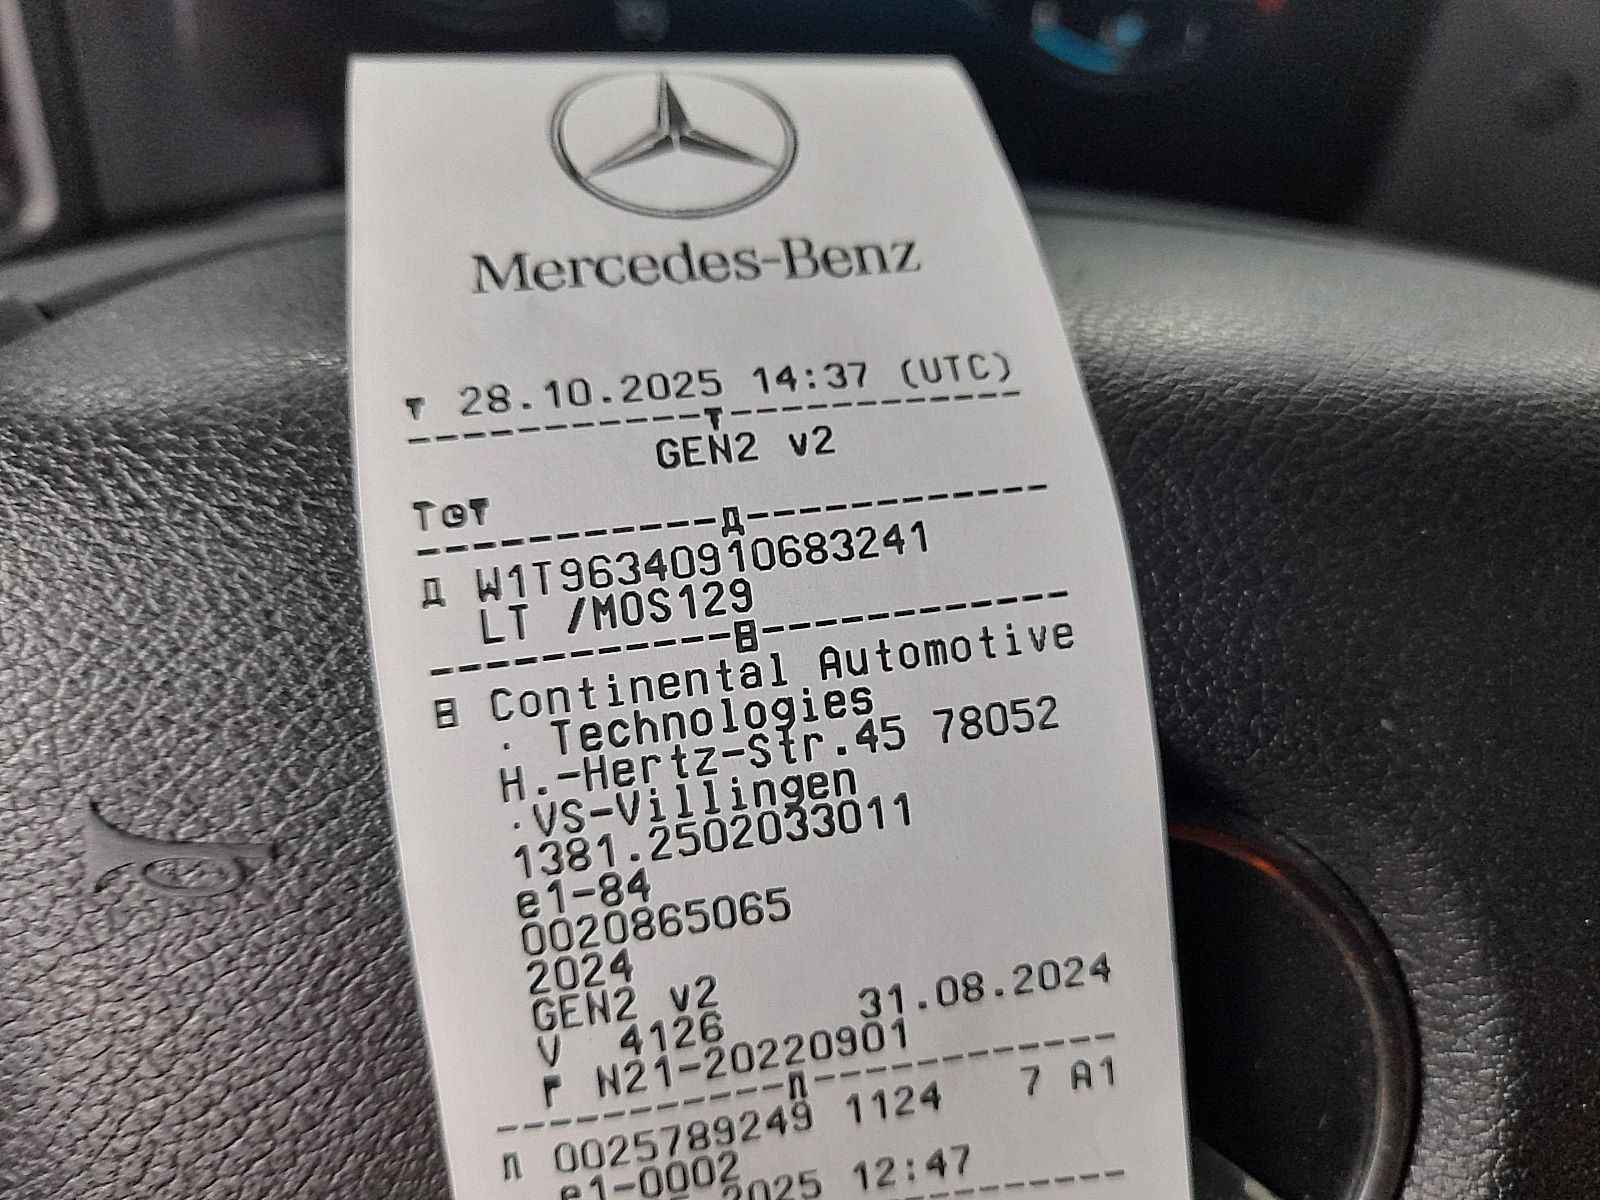 Mercedes-Benz
28.10.2025 14:37 (UTC)
GEN2 v2
W1T96340910683241
LT /MOS129
Continental Automotive
. Technologies
H.-Hertz-Str.45 78052
.VS-Villingen
1381.2502033011
e1-84
0020865065
2024
GEN2 v2
V 4126 31.08.2024
N21-20220901
0025789249 1124 7 A1
e1-0002
2025 12:47